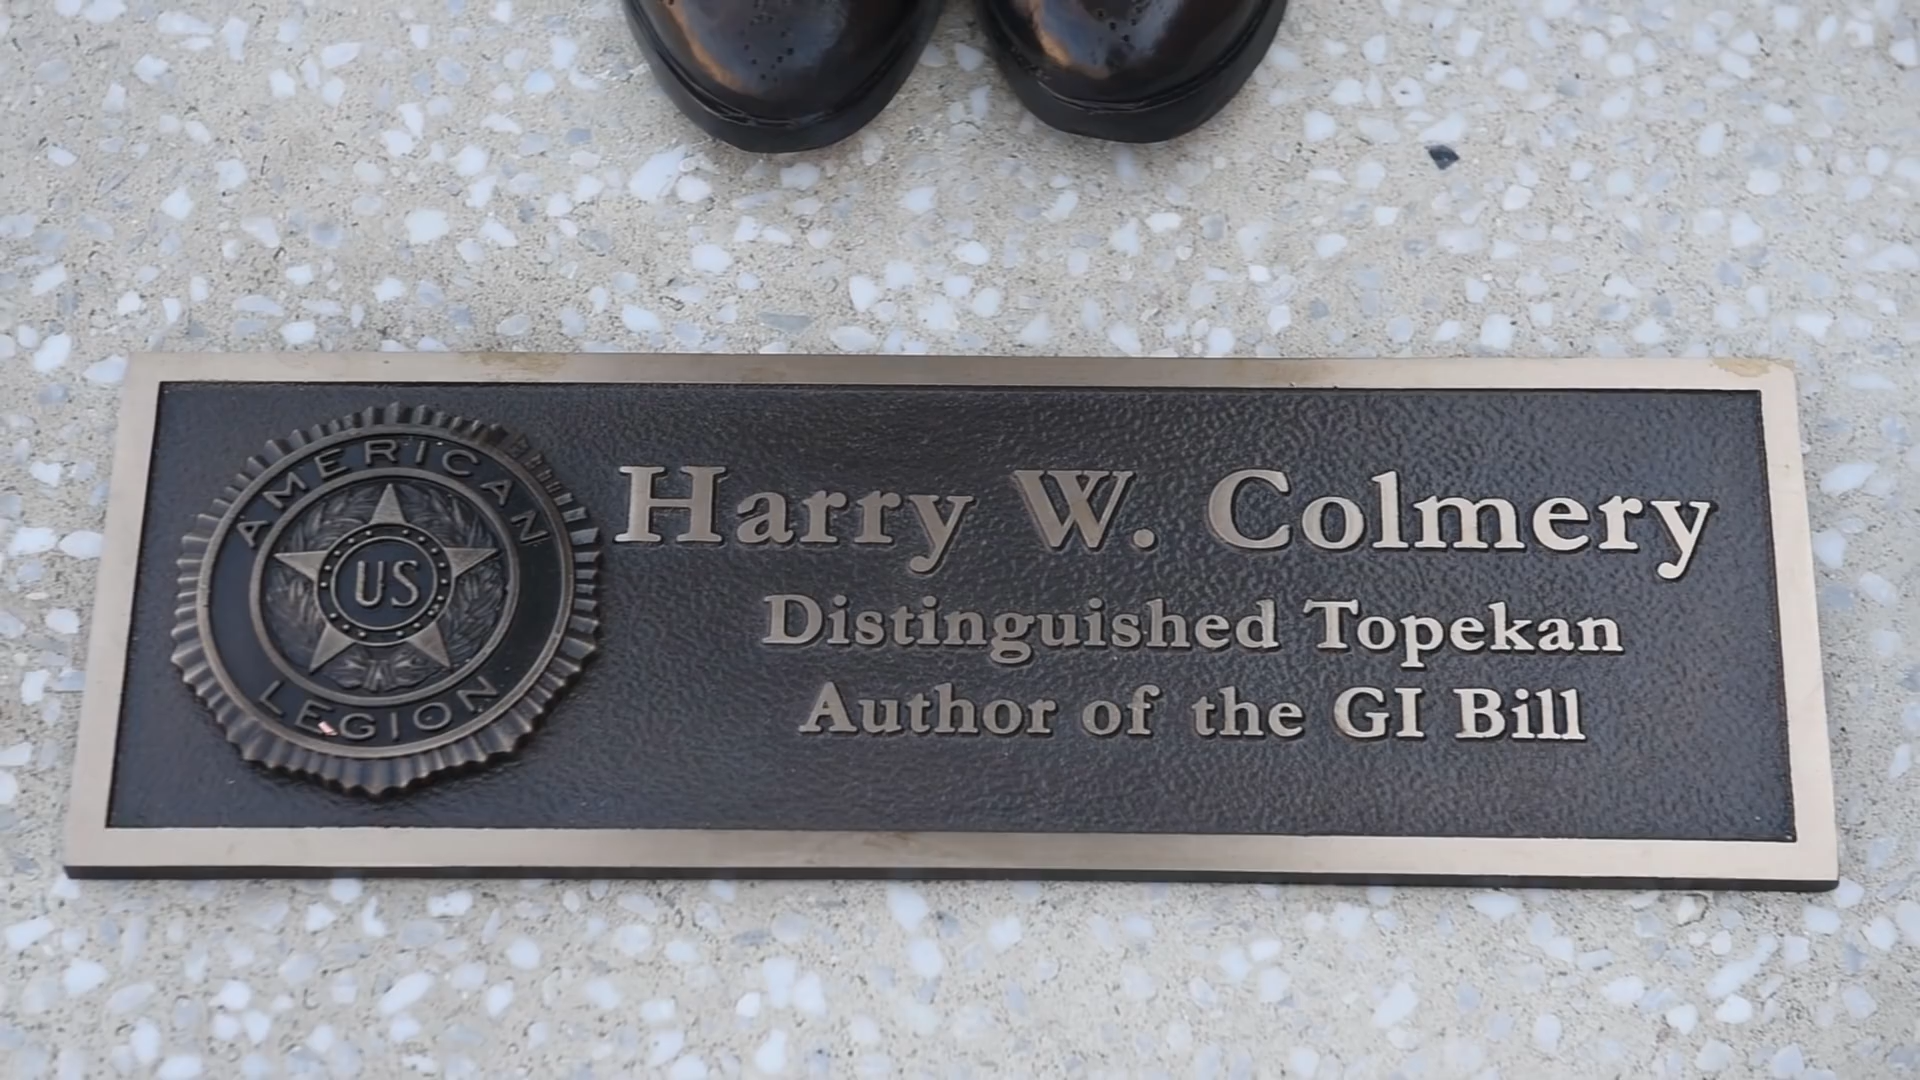 AMERICAN
US
LEGION
Harry W. Colmery
Distinguished Topekan
Author of the GI Bill